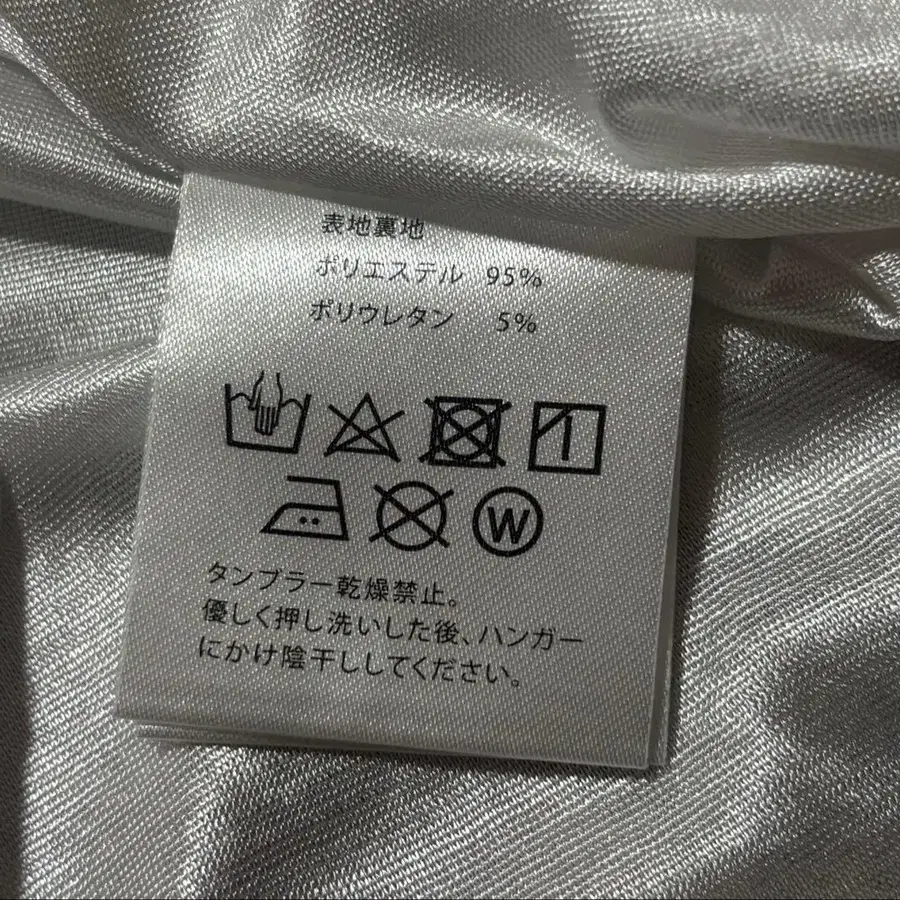 表地裏地
ポリエステル 95%
ポリウレタン 5%
W
タンブラー乾燥禁止。
優しく押し洗いした後、ハンガー
にかけ陰干ししてください。